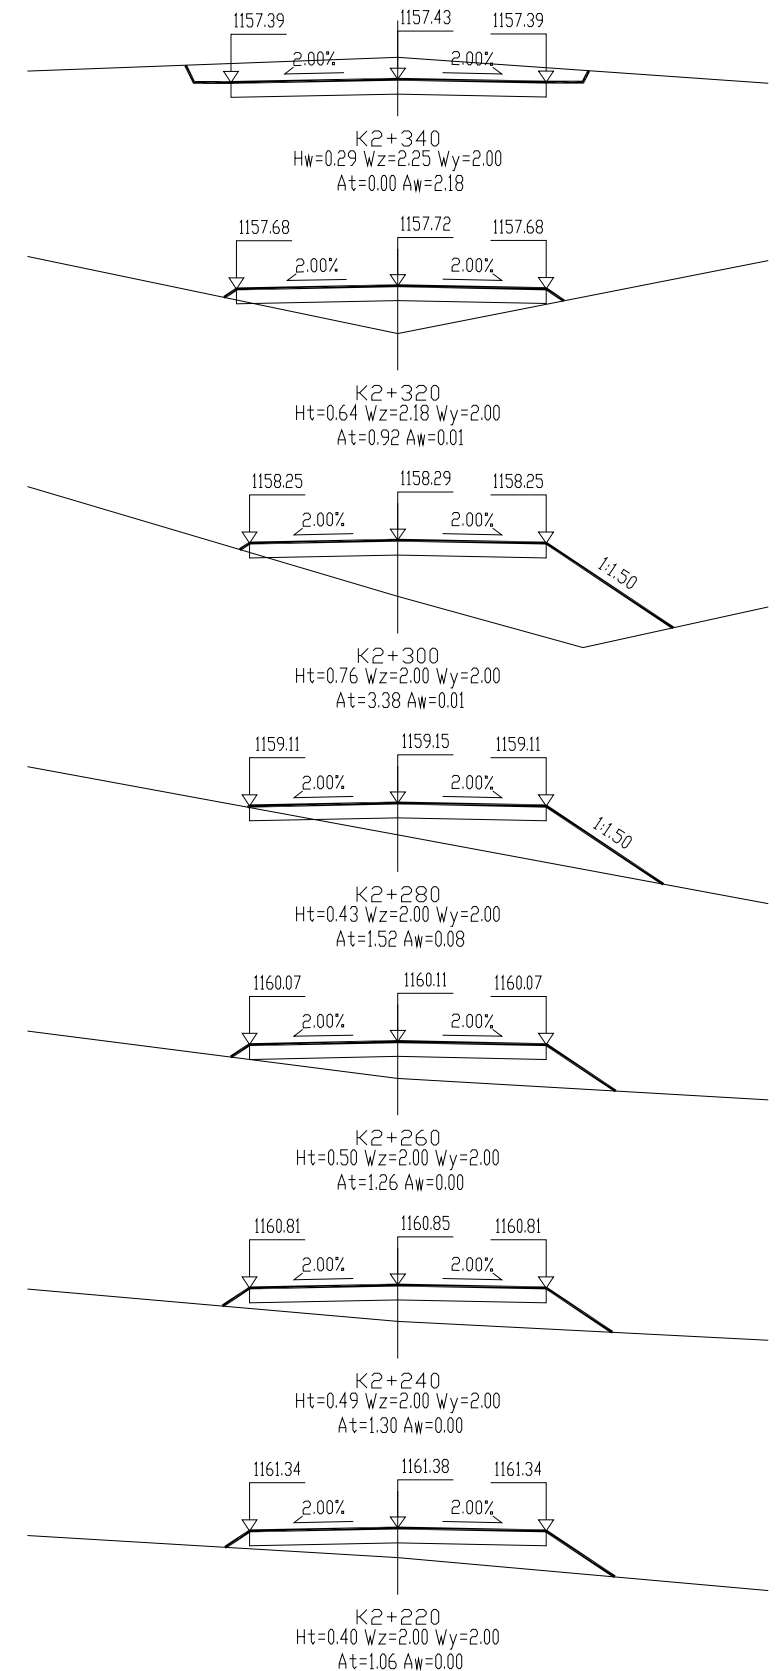 1157.39 1157.43 1157.39
2.00% 2.00%
K2+340
Hw=0.29 Wz=2.25 Wy=2.00
At=0.00 Aw=2.18
1157.68 1157.72 1157.68
2.00% 2.00%
K2+320
Ht=0.64 Wz=2.18 Wy=2.00
At=0.92 Aw=0.01
1158.25 1158.29 1158.25
2.00% 2.00%
1:1.50
K2+300
Ht=0.76 Wz=2.00 Wy=2.00
At=3.38 Aw=0.01
1159.11 1159.15 1159.11
2.00% 2.00%
1:1.50
K2+280
Ht=0.43 Wz=2.00 Wy=2.00
At=1.52 Aw=0.08
1160.07 1160.11 1160.07
2.00% 2.00%
K2+260
Ht=0.50 Wz=2.00 Wy=2.00
At=1.26 Aw=0.00
1160.81 1160.85 1160.81
2.00% 2.00%
K2+240
Ht=0.49 Wz=2.00 Wy=2.00
At=1.30 Aw=0.00
1161.34 1161.38 1161.34
2.00% 2.00%
K2+220
Ht=0.40 Wz=2.00 Wy=2.00
At=1.06 Aw=0.00